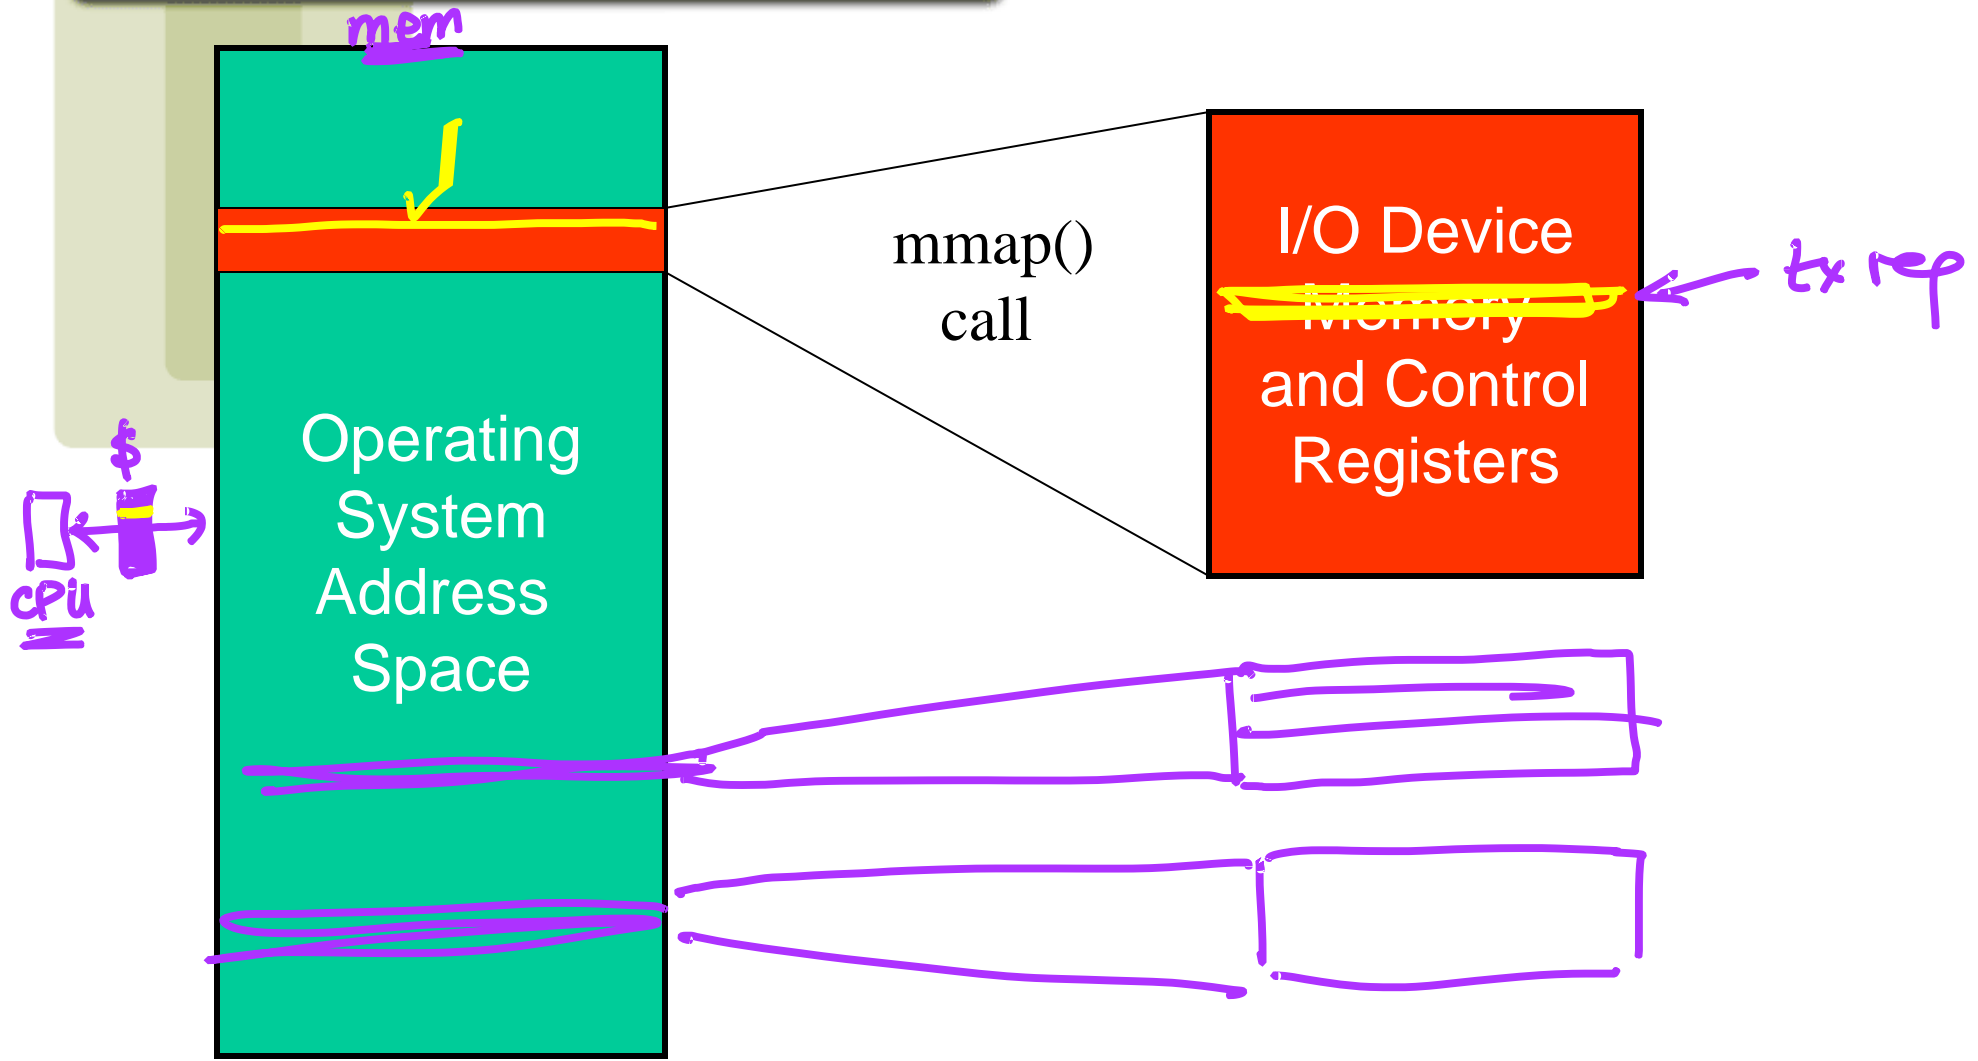 mem
I/O Device
Memory
and Control
Registers
mmap()
call
tx rep
Operating
System
Address
Space
$
cpu